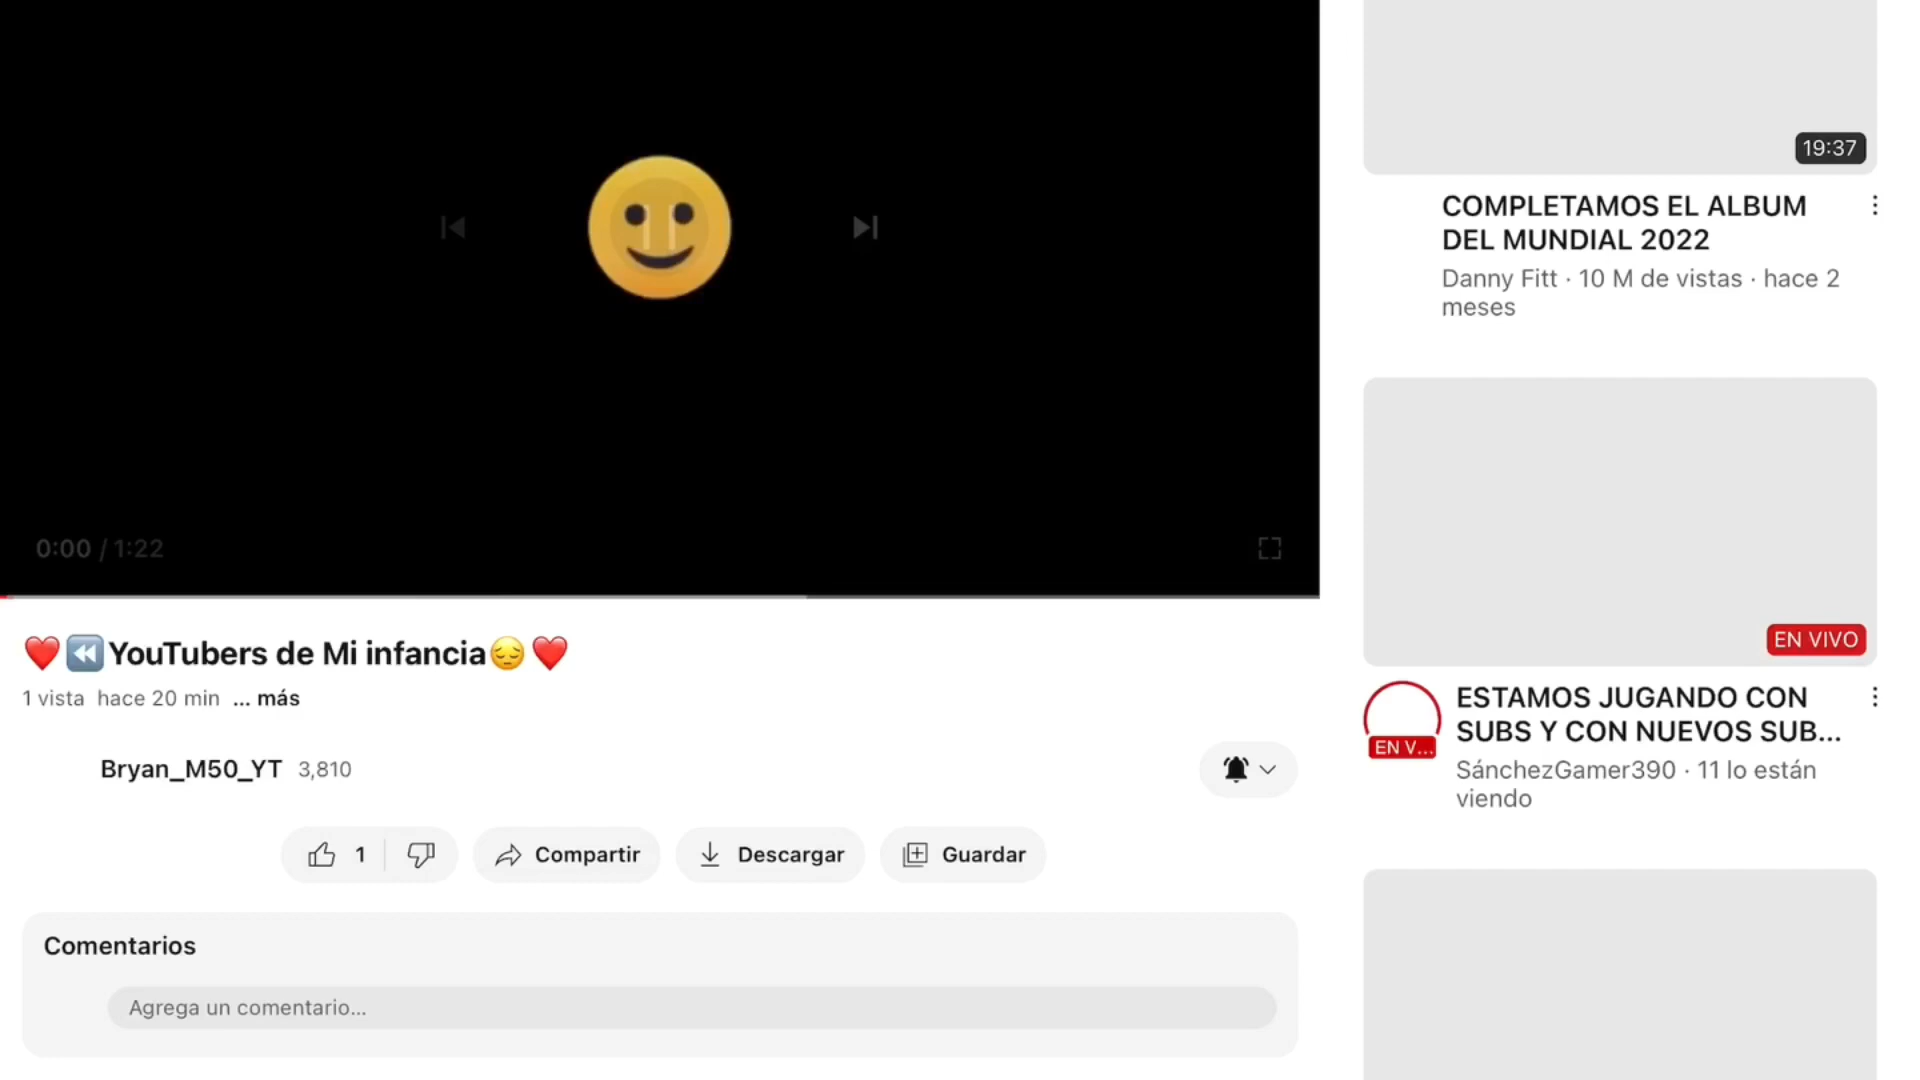 0:00 / 1:22
❤️⏪YouTubers de Mi infancia😔❤️
1 vista hace 20 min ... más
Bryan_M50_YT 3,810
1
Compartir
Descargar
Guardar
Comentarios
Agrega un comentario...
19:37
COMPLETAMOS EL ALBUM
DEL MUNDIAL 2022
Danny Fitt · 10 M de vistas · hace 2
meses
EN VIVO
EN V...
ESTAMOS JUGANDO CON
SUBS Y CON NUEVOS SUB...
SánchezGamer390 · 11 lo están
viendo